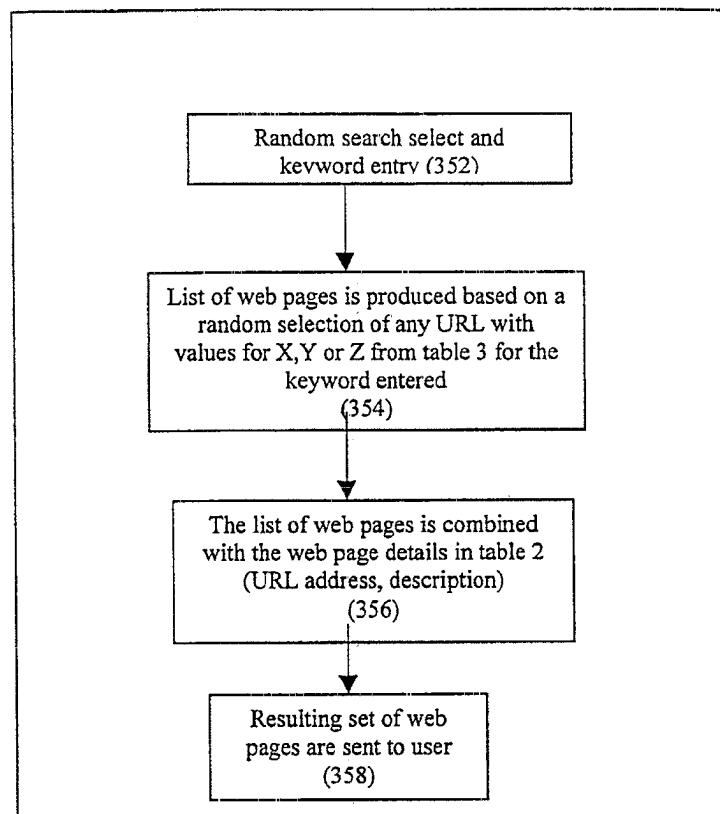 Random search select and
keyword entry (352)
List of web pages is produced based on a
random selection of any URL with
values for X,Y or Z from table 3 for the
keyword entered
(354)
The list of web pages is combined
with the web page details in table 2
(URL address, description)
(356)
Resulting set of web
pages are sent to user
(358)